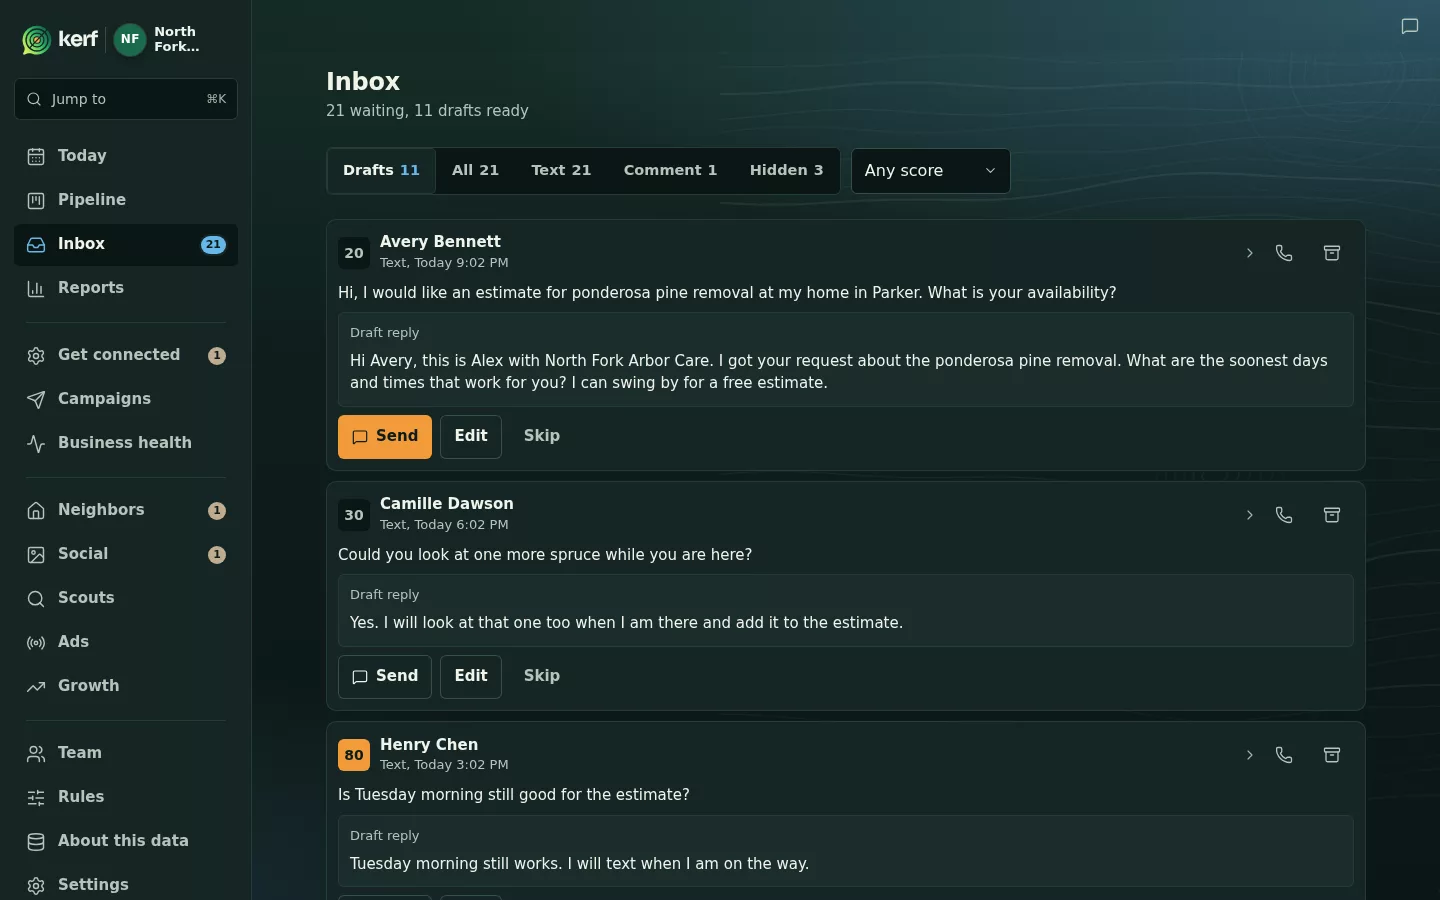 kerf
NF
North
Fork…
Jump to
⌘K
Today
Pipeline
Inbox
21
Reports
Get connected
1
Campaigns
Business health
Neighbors
1
Social
1
Scouts
Ads
Growth
Team
Rules
About this data
Settings
Inbox
21 waiting, 11 drafts ready
Drafts 11
All 21
Text 21
Comment 1
Hidden 3
Any score
20
Avery Bennett
Text, Today 9:02 PM
Hi, I would like an estimate for ponderosa pine removal at my home in Parker. What is your availability?
Draft reply
Hi Avery, this is Alex with North Fork Arbor Care. I got your request about the ponderosa pine removal. What are the soonest days
and times that work for you? I can swing by for a free estimate.
Send
Edit
Skip
30
Camille Dawson
Text, Today 6:02 PM
Could you look at one more spruce while you are here?
Draft reply
Yes. I will look at that one too when I am there and add it to the estimate.
Send
Edit
Skip
80
Henry Chen
Text, Today 3:02 PM
Is Tuesday morning still good for the estimate?
Draft reply
Tuesday morning still works. I will text when I am on the way.